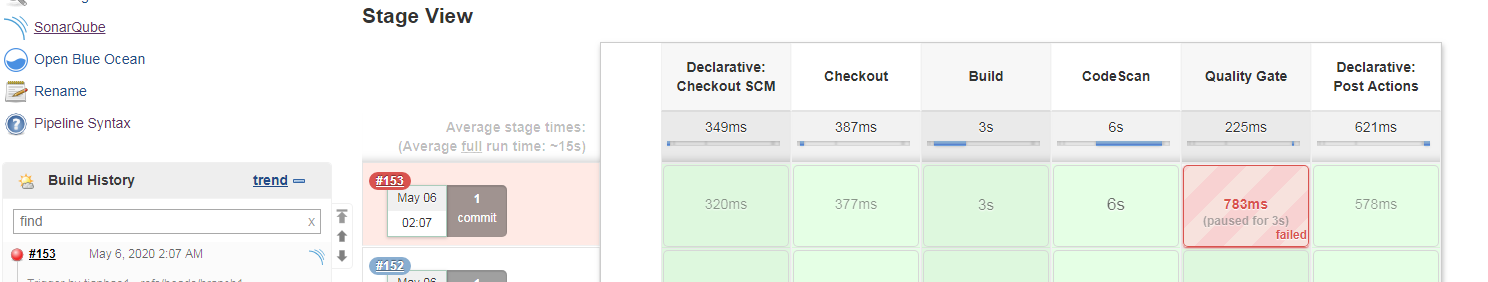 Stage View
SonarQube
Open Blue Ocean
Rename
Pipeline Syntax
Build History
trend
find
x
#153
May 6, 2020 2:07 AM
Declarative:
Checkout SCM
Checkout
Build
CodeScan
Quality Gate
Declarative:
Post Actions
Average stage times:
(Average full run time: ~15s)
349ms
387ms
3s
6s
225ms
621ms
#153
May 06
02:07
1
commit
320ms
377ms
3s
6s
783ms
(paused for 3s)
failed
578ms
#152
May 06